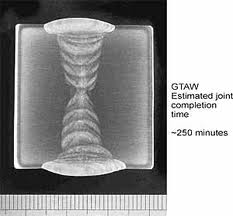 GTAW
Estimated joint
completion
time
~250 minutes